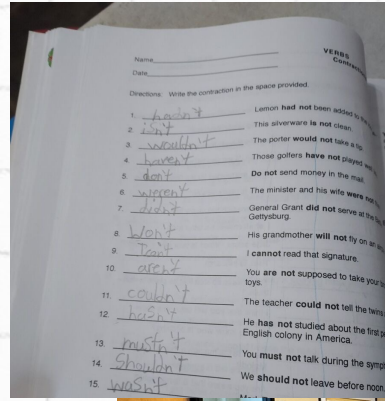 VERBS
Name
Date
Directions: Write the contraction in the space provided.
1. hadn't Lemon had not been added to the
2. isn't This silverware is not clean.
3. wouldn't The porter would not take a tip.
4. haven't Those golfers have not played
5. don't Do not send money in the mail.
6. weren't The minister and his wife were not
7. didn't General Grant did not serve at the
Gettysburg.
8. Won't His grandmother will not fly on an
9. I cannot read that signature.
10. aren't You are not supposed to take your
toys.
11. couldn't The teacher could not tell the twins
12. hasn't He has not studied about the first
English colony in America.
13. mustn't You must not talk during the symph
14. Shouldn't We should not leave before noon.
15. wasn't